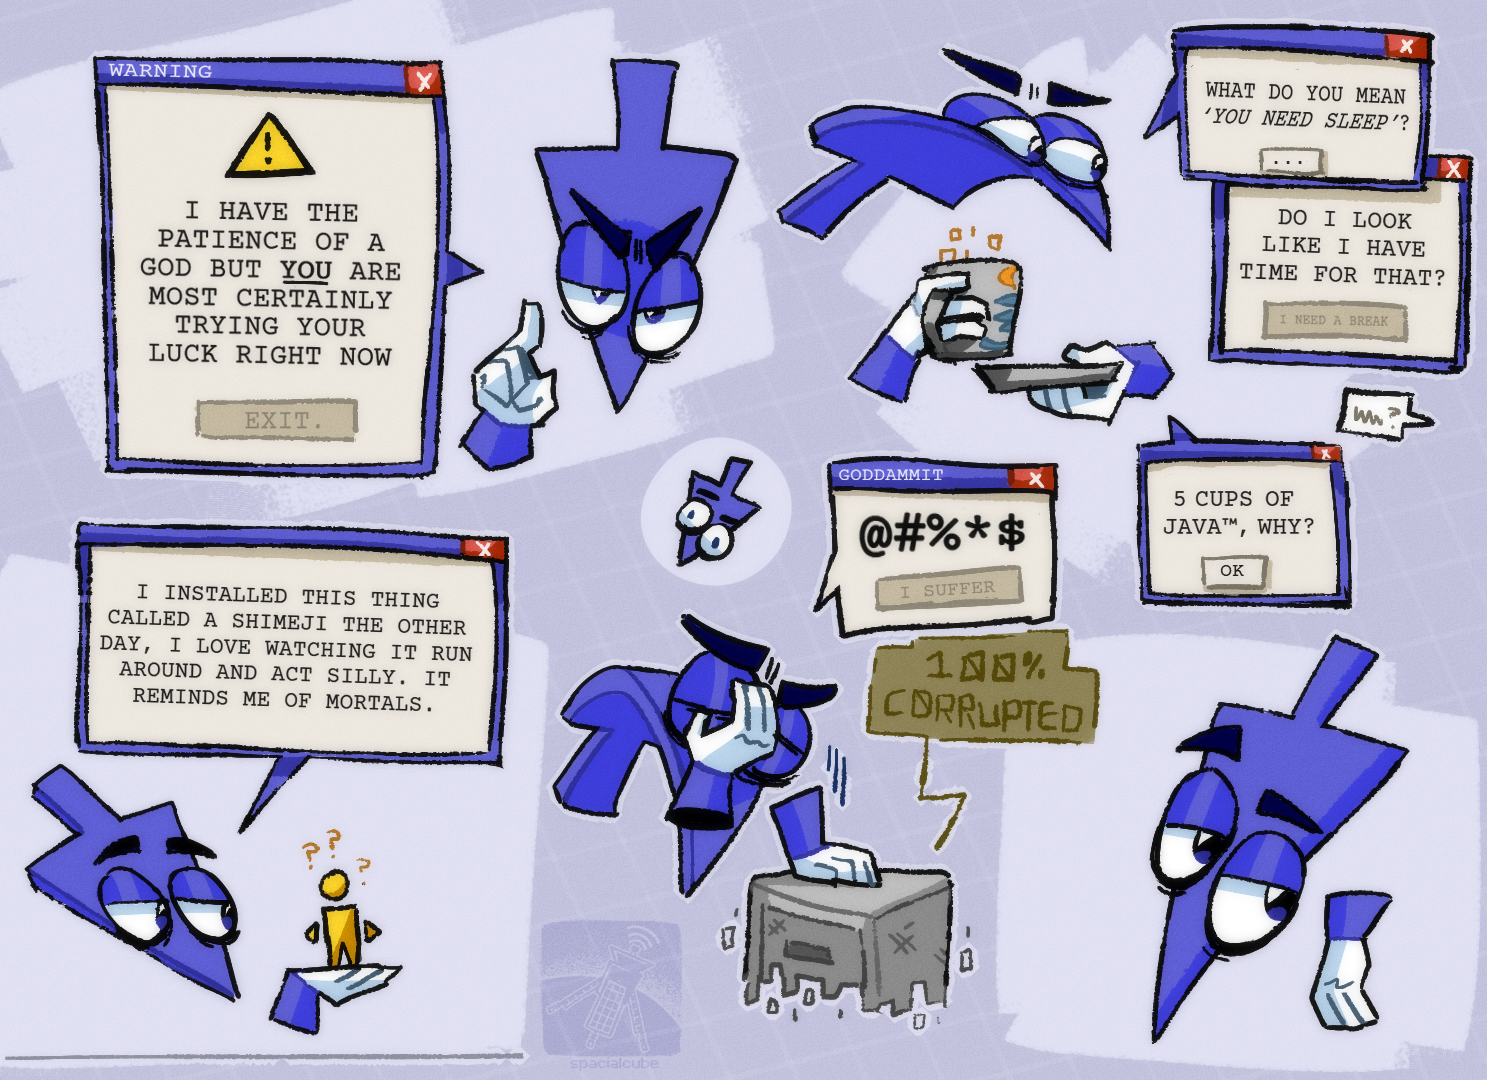 WARNING
X
!
I HAVE THE
PATIENCE OF A
GOD BUT YOU ARE
MOST CERTAINLY
TRYING YOUR
LUCK RIGHT NOW
EXIT.
X
WHAT DO YOU MEAN
‘YOU NEED SLEEP’?
...
X
DO I LOOK
LIKE I HAVE
TIME FOR THAT?
I NEED A BREAK
?
X
5 CUPS OF
JAVA™, WHY?
OK
GODDAMMIT
X
@#%*$
I SUFFER
100%
CORRUPTED
X
I INSTALLED THIS THING
CALLED A SHIMEJI THE OTHER
DAY, I LOVE WATCHING IT RUN
AROUND AND ACT SILLY. IT
REMINDS ME OF MORTALS.
? ? ?
spacialcube